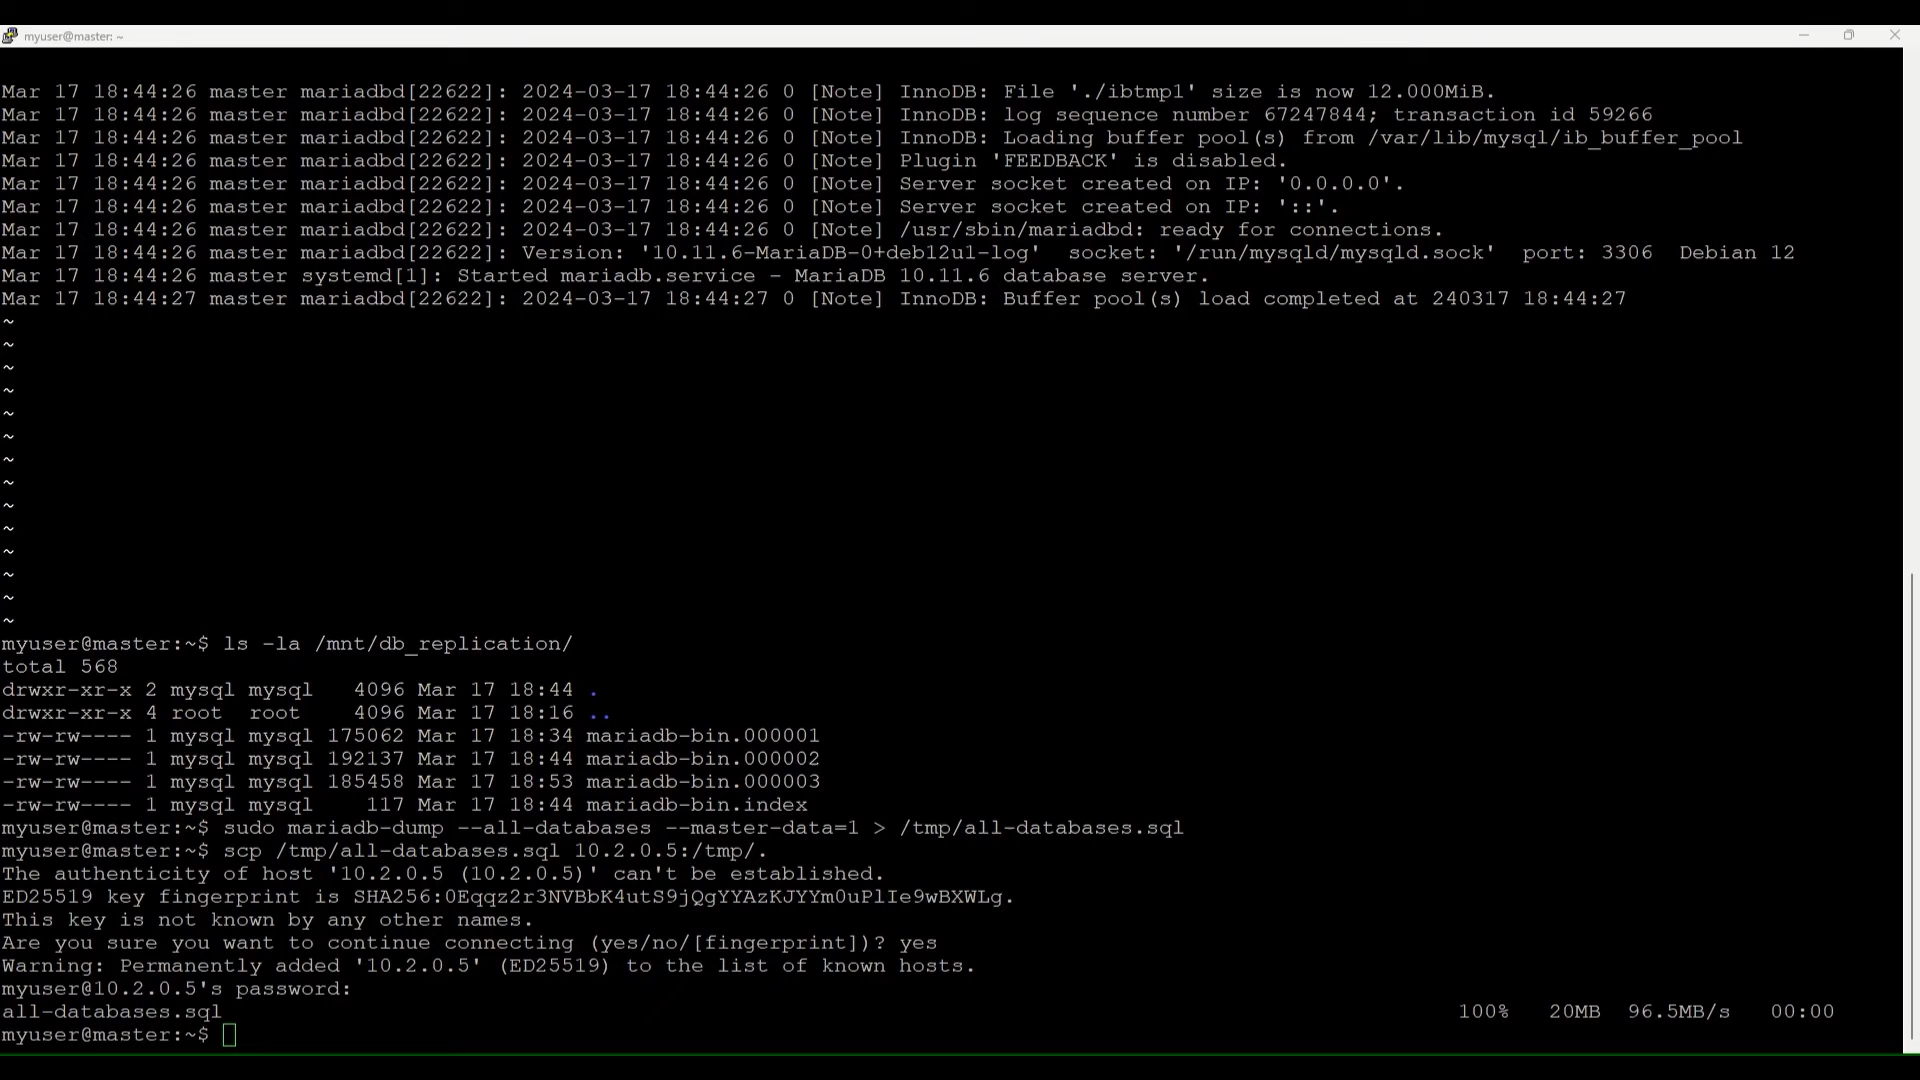 myuser@master: ~
Mar 17 18:44:26 master mariadbd[22622]: 2024-03-17 18:44:26 0 [Note] InnoDB: File './ibtmp1' size is now 12.000MiB.
Mar 17 18:44:26 master mariadbd[22622]: 2024-03-17 18:44:26 0 [Note] InnoDB: log sequence number 67247844; transaction id 59266
Mar 17 18:44:26 master mariadbd[22622]: 2024-03-17 18:44:26 0 [Note] InnoDB: Loading buffer pool(s) from /var/lib/mysql/ib_buffer_pool
Mar 17 18:44:26 master mariadbd[22622]: 2024-03-17 18:44:26 0 [Note] Plugin 'FEEDBACK' is disabled.
Mar 17 18:44:26 master mariadbd[22622]: 2024-03-17 18:44:26 0 [Note] Server socket created on IP: '0.0.0.0'.
Mar 17 18:44:26 master mariadbd[22622]: 2024-03-17 18:44:26 0 [Note] Server socket created on IP: '::'.
Mar 17 18:44:26 master mariadbd[22622]: 2024-03-17 18:44:26 0 [Note] /usr/sbin/mariadbd: ready for connections.
Mar 17 18:44:26 master mariadbd[22622]: Version: '10.11.6-MariaDB-0+deb12u1-log'  socket: '/run/mysqld/mysqld.sock'  port: 3306  Debian 12
Mar 17 18:44:26 master systemd[1]: Started mariadb.service - MariaDB 10.11.6 database server.
Mar 17 18:44:27 master mariadbd[22622]: 2024-03-17 18:44:27 0 [Note] InnoDB: Buffer pool(s) load completed at 240317 18:44:27
~
~
~
~
~
~
~
~
~
~
~
~
~
~
myuser@master:~$ ls -la /mnt/db_replication/
total 568
drwxr-xr-x 2 mysql mysql   4096 Mar 17 18:44 .
drwxr-xr-x 4 root  root    4096 Mar 17 18:16 ..
-rw-rw---- 1 mysql mysql 175062 Mar 17 18:34 mariadb-bin.000001
-rw-rw---- 1 mysql mysql 192137 Mar 17 18:44 mariadb-bin.000002
-rw-rw---- 1 mysql mysql 185458 Mar 17 18:53 mariadb-bin.000003
-rw-rw---- 1 mysql mysql    117 Mar 17 18:44 mariadb-bin.index
myuser@master:~$ sudo mariadb-dump --all-databases --master-data=1 > /tmp/all-databases.sql
myuser@master:~$ scp /tmp/all-databases.sql 10.2.0.5:/tmp/.
The authenticity of host '10.2.0.5 (10.2.0.5)' can't be established.
ED25519 key fingerprint is SHA256:0Eqqz2r3NVBbK4utS9jQgYYAzKJYYm0uPlIe9wBXWLg.
This key is not known by any other names.
Are you sure you want to continue connecting (yes/no/[fingerprint])? yes
Warning: Permanently added '10.2.0.5' (ED25519) to the list of known hosts.
myuser@10.2.0.5's password:
all-databases.sql 100% 20MB 96.5MB/s 00:00
myuser@master:~$